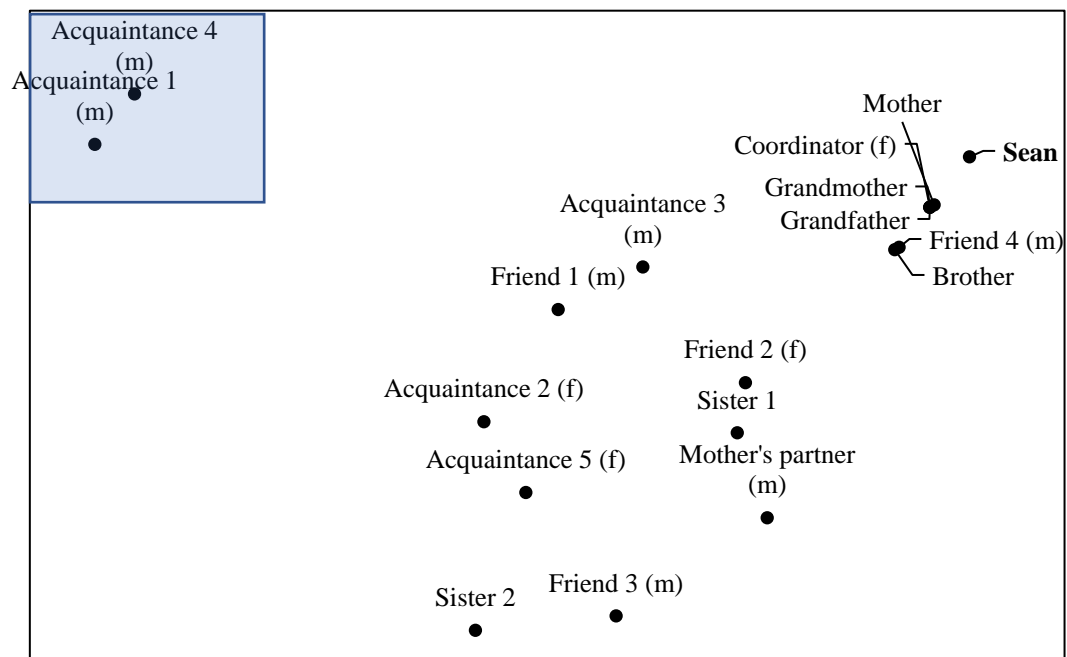 Acquaintance 4
(m)
Acquaintance 1
(m)
Mother
Coordinator (f)
Sean
Grandmother
Grandfather
Acquaintance 3
(m)
Friend 4 (m)
Brother
Friend 1 (m)
Friend 2 (f)
Acquaintance 2 (f)
Sister 1
Acquaintance 5 (f)
Mother's partner
(m)
Sister 2
Friend 3 (m)